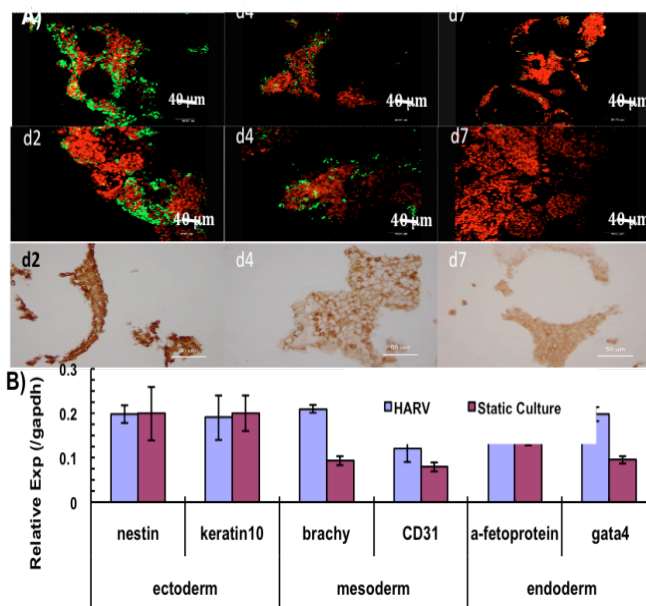 A)
d4
d7
40 μm
40 μm
40 μm
d2
d4
d7
40 μm
40 μm
40 μm
d2
d4
d7
50 um
50 um
B)
Relative Exp (/gapdh)
0.3
0.2
0.1
0
HARV
Static Culture
nestin
keratin10
brachy
CD31
a-fetoprotein
gata4
ectoderm
mesoderm
endoderm